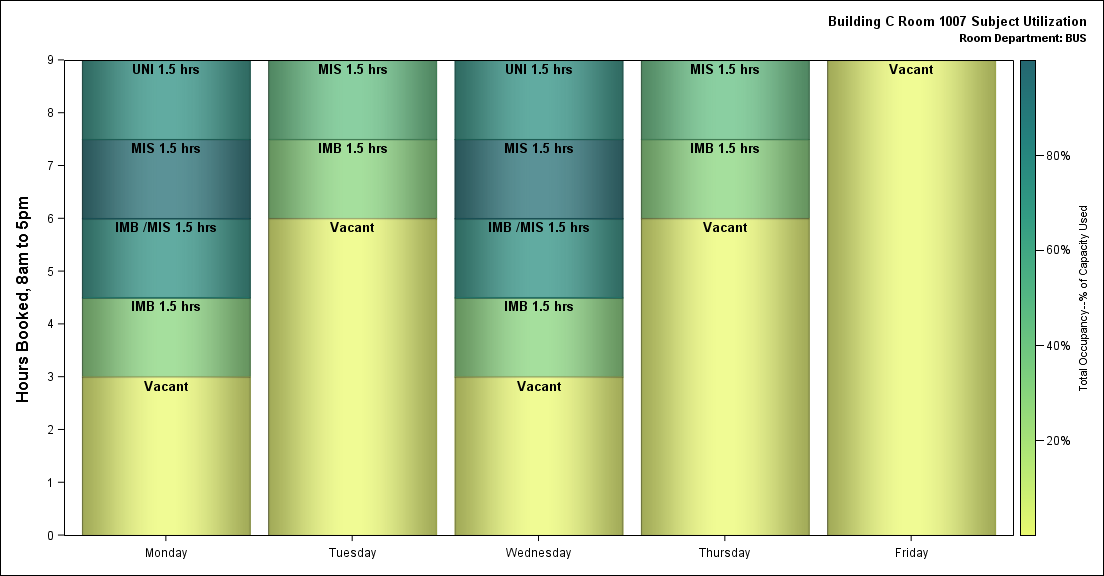 Building C Room 1007 Subject Utilization
Room Department: BUS
Hours Booked, 8am to 5pm
9
8
7
6
5
4
3
2
1
0
UNI 1.5 hrs
MIS 1.5 hrs
IMB /MIS 1.5 hrs
IMB 1.5 hrs
Vacant
MIS 1.5 hrs
IMB 1.5 hrs
Vacant
UNI 1.5 hrs
MIS 1.5 hrs
IMB /MIS 1.5 hrs
IMB 1.5 hrs
Vacant
MIS 1.5 hrs
IMB 1.5 hrs
Vacant
Vacant
Monday
Tuesday
Wednesday
Thursday
Friday
80%
60%
40%
20%
Total Occupancy--% of Capacity Used